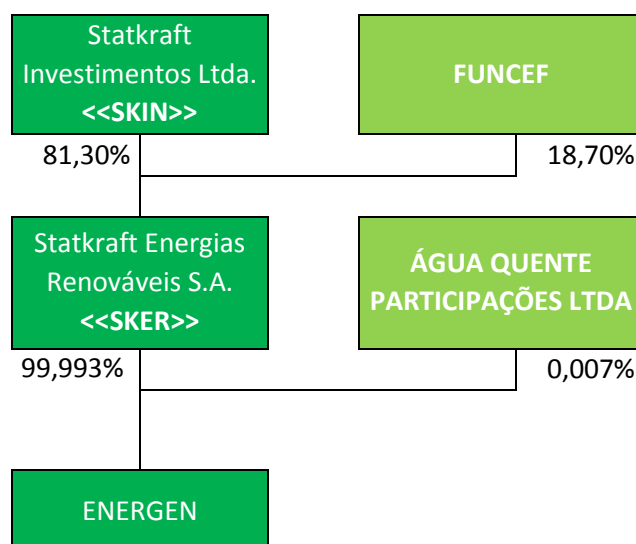 Statkraft
Investimentos Ltda.
<<SKIN>>
FUNCEF
81,30%
18,70%
Statkraft Energias
Renováveis S.A.
<<SKER>>
ÁGUA QUENTE
PARTICIPAÇÕES LTDA
99,993%
0,007%
ENERGEN